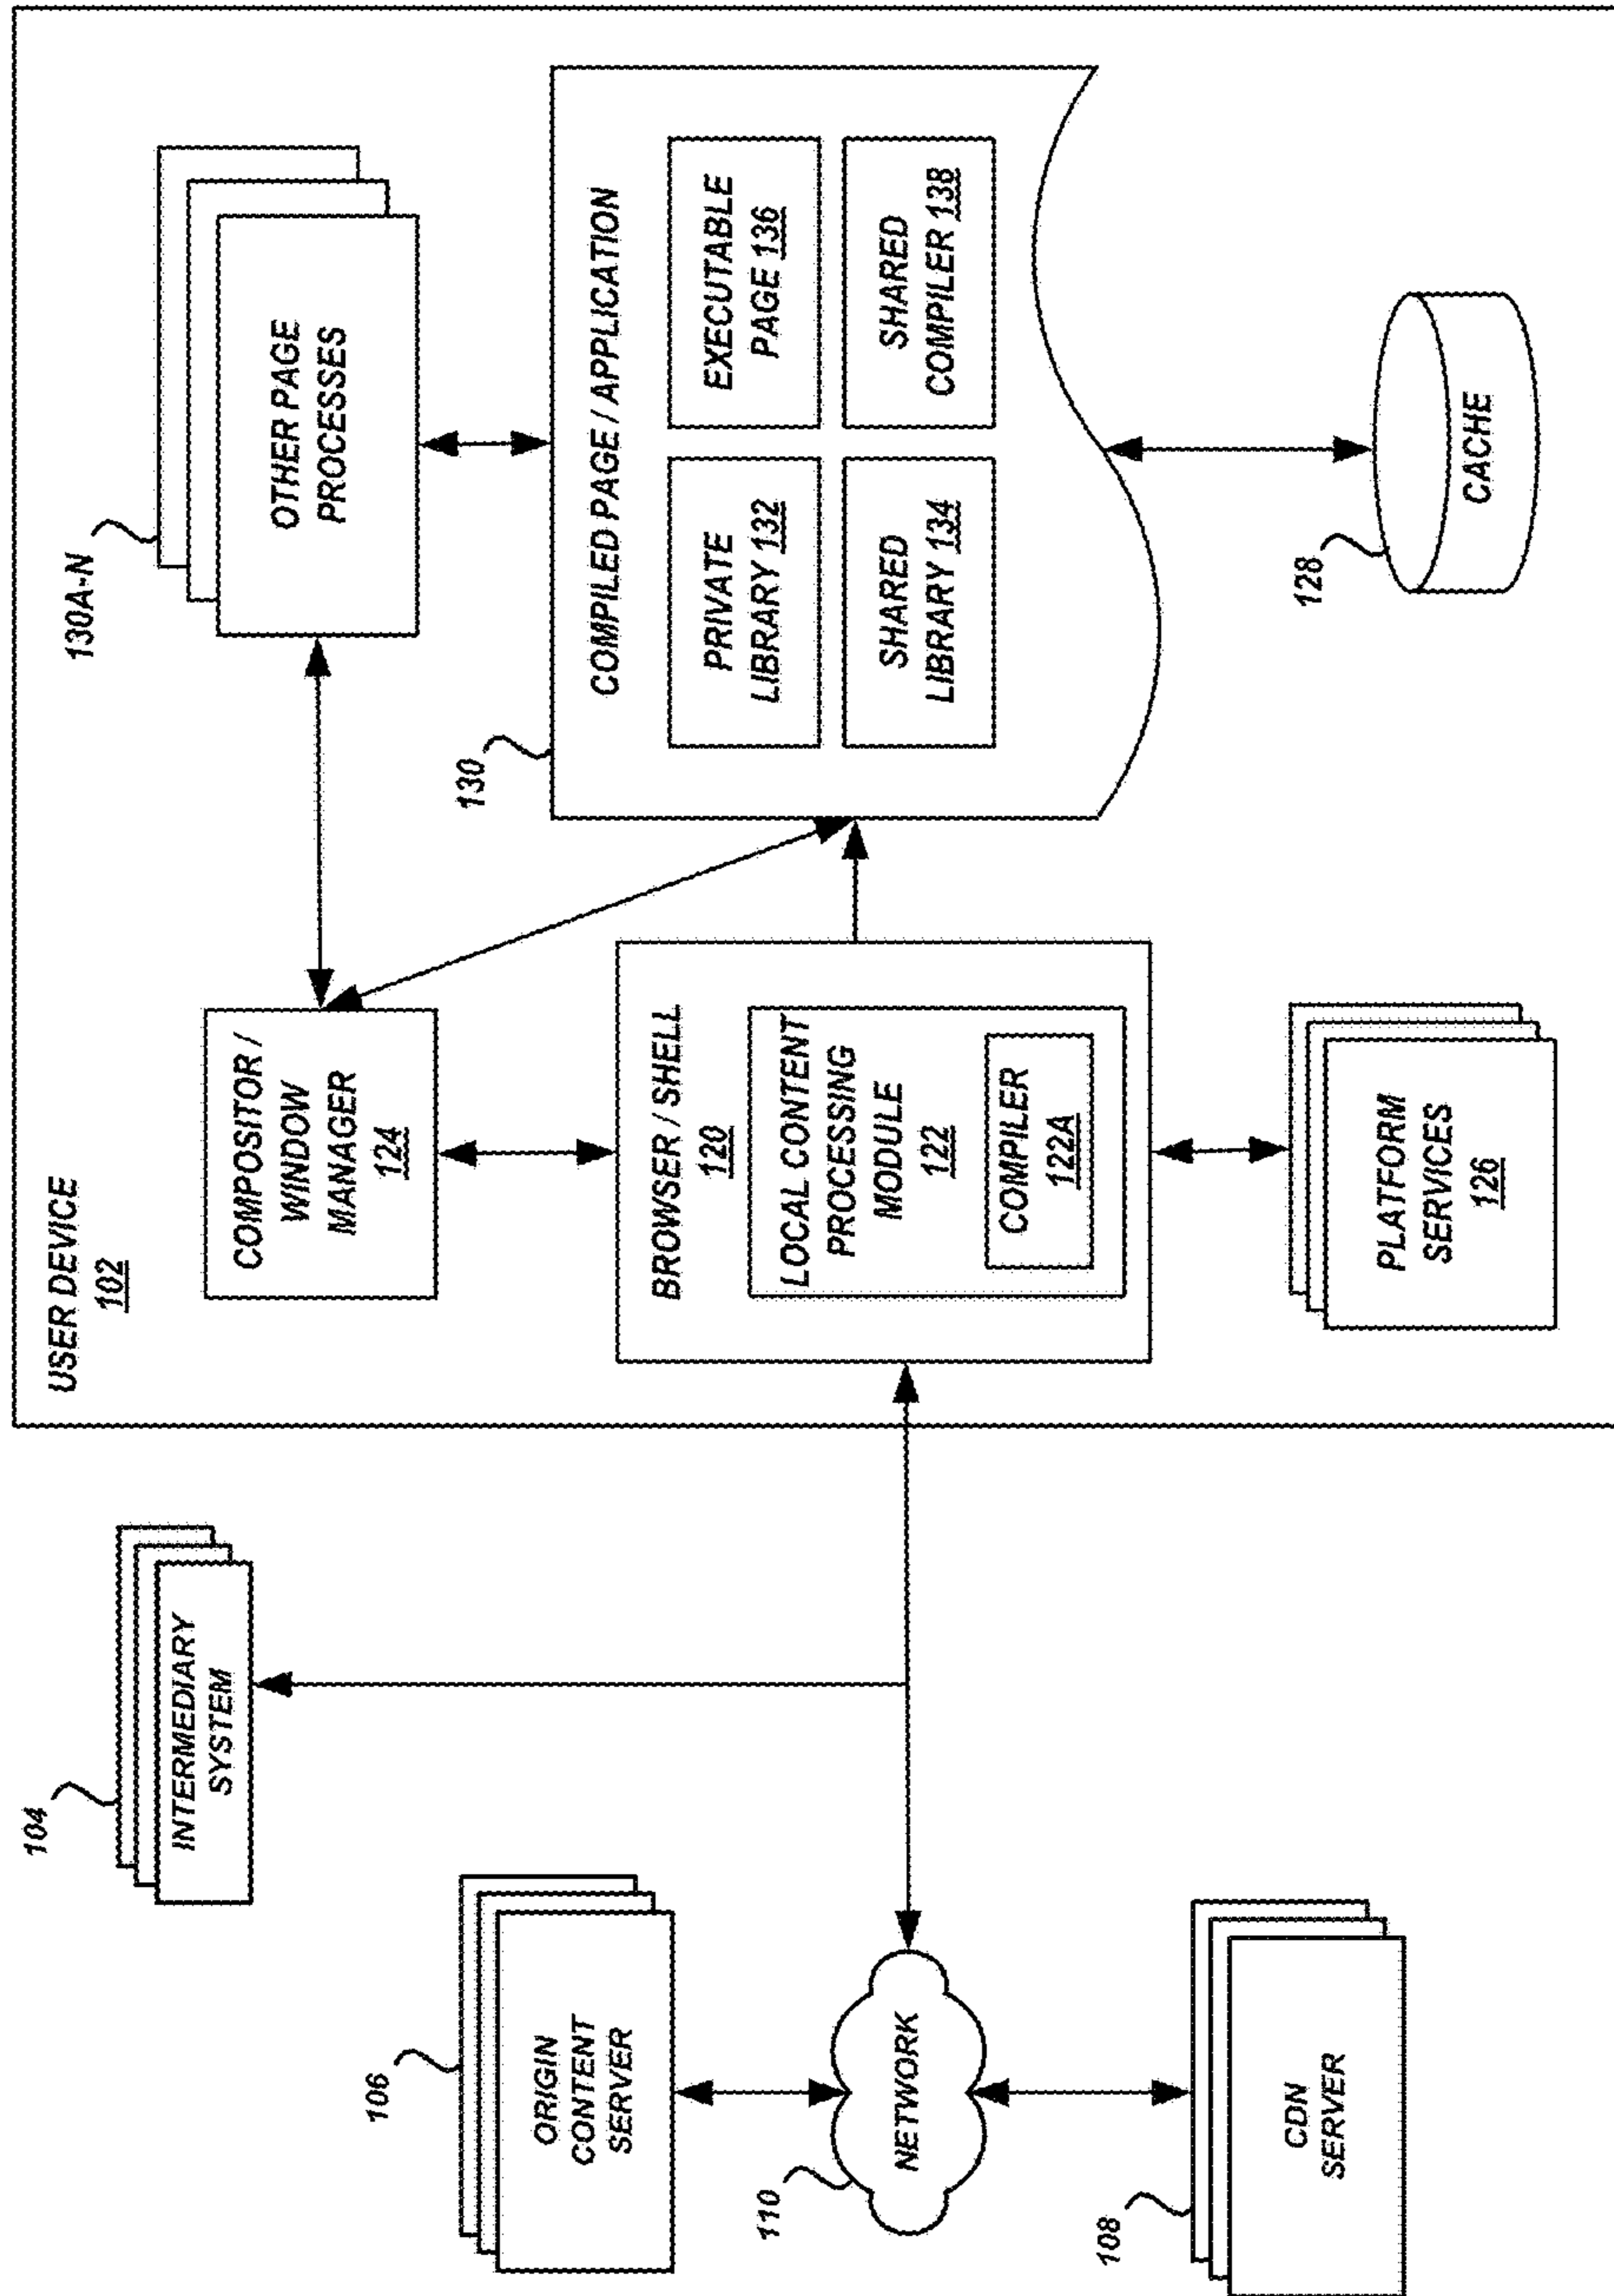 USER DEVICE
102
104
INTERMEDIARY
SYSTEM
106
ORIGIN
CONTENT
SERVER
110
NETWORK
108
CDN
SERVER
COMPOSITOR /
WINDOW
MANAGER
124
BROWSER / SHELL
120
LOCAL CONTENT
PROCESSING
MODULE
122
COMPILER
122A
PLATFORM
SERVICES
126
130A-N
OTHER PAGE
PROCESSES
130
COMPILED PAGE / APPLICATION
PRIVATE
LIBRARY 132
EXECUTABLE
PAGE 136
SHARED
LIBRARY 134
SHARED
COMPILER 138
128
CACHE